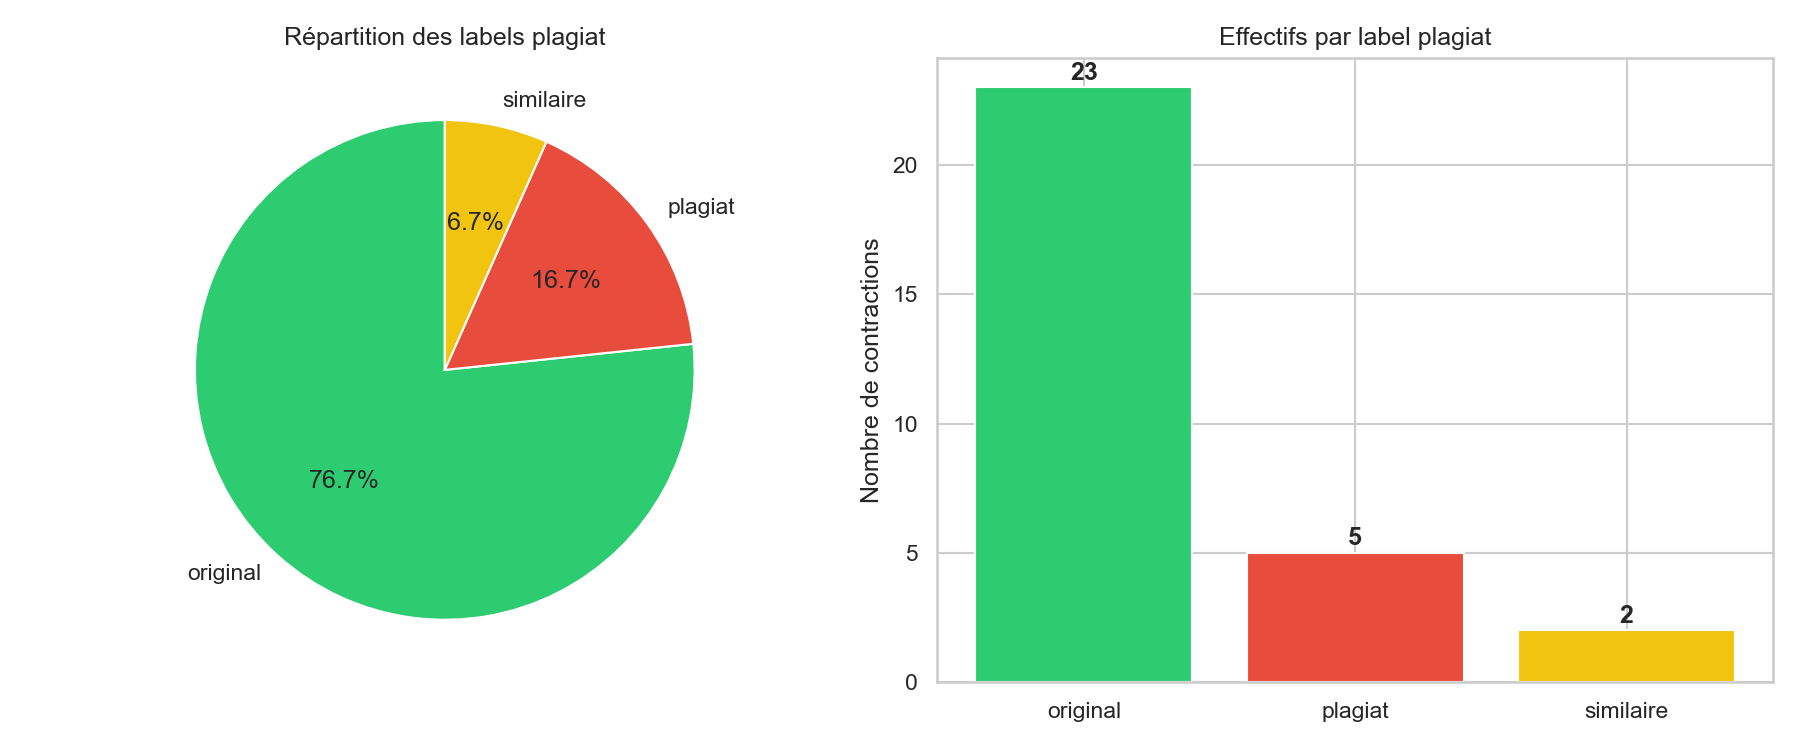 Répartition des labels plagiat
similaire
plagiat
6.7%
16.7%
76.7%
original
Effectifs par label plagiat
23
5
2
Nombre de contractions
20
15
10
5
0
original
plagiat
similaire